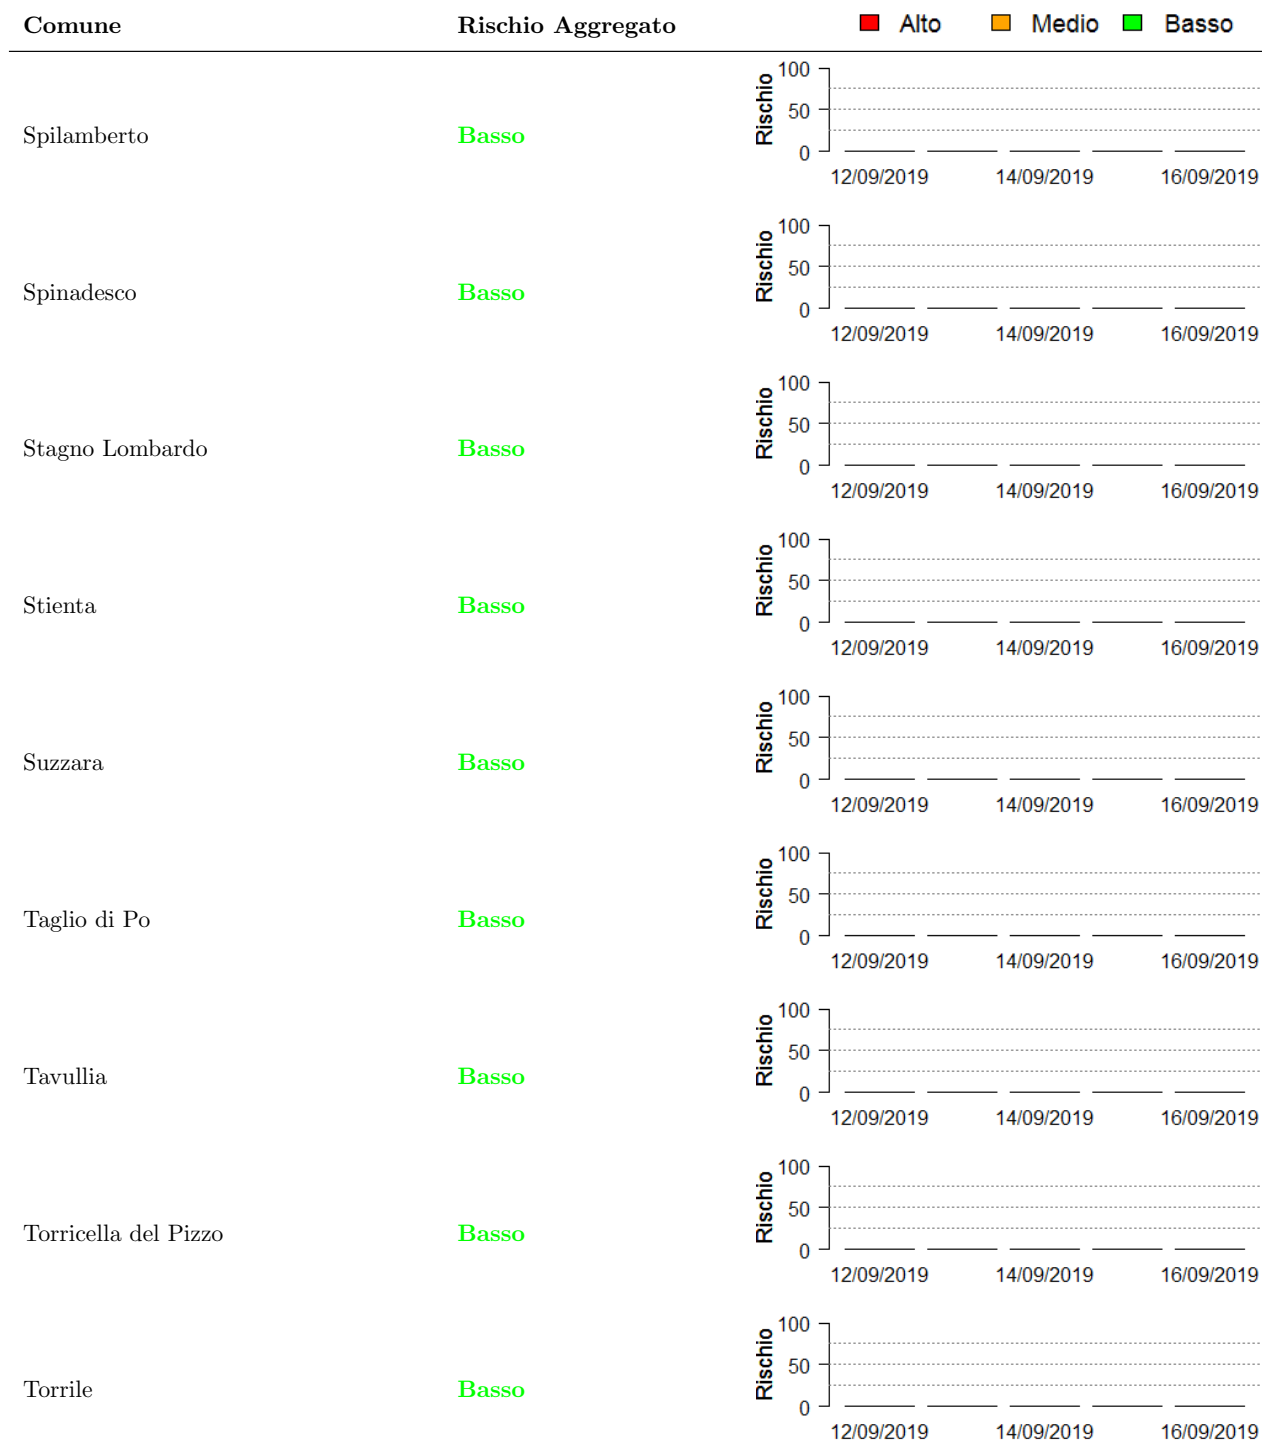 Comune Rischio Aggregato Alto Medio Basso
Spilamberto Basso Rischio 100 50 0
12/09/2019 14/09/2019 16/09/2019
Spinadesco Basso Rischio 100 50 0
12/09/2019 14/09/2019 16/09/2019
Stagno Lombardo Basso Rischio 100 50 0
12/09/2019 14/09/2019 16/09/2019
Stienta Basso Rischio 100 50 0
12/09/2019 14/09/2019 16/09/2019
Suzzara Basso Rischio 100 50 0
12/09/2019 14/09/2019 16/09/2019
Taglio di Po Basso Rischio 100 50 0
12/09/2019 14/09/2019 16/09/2019
Tavullia Basso Rischio 100 50 0
12/09/2019 14/09/2019 16/09/2019
Torricella del Pizzo Basso Rischio 100 50 0
12/09/2019 14/09/2019 16/09/2019
Torrile Basso Rischio 100 50 0
12/09/2019 14/09/2019 16/09/2019